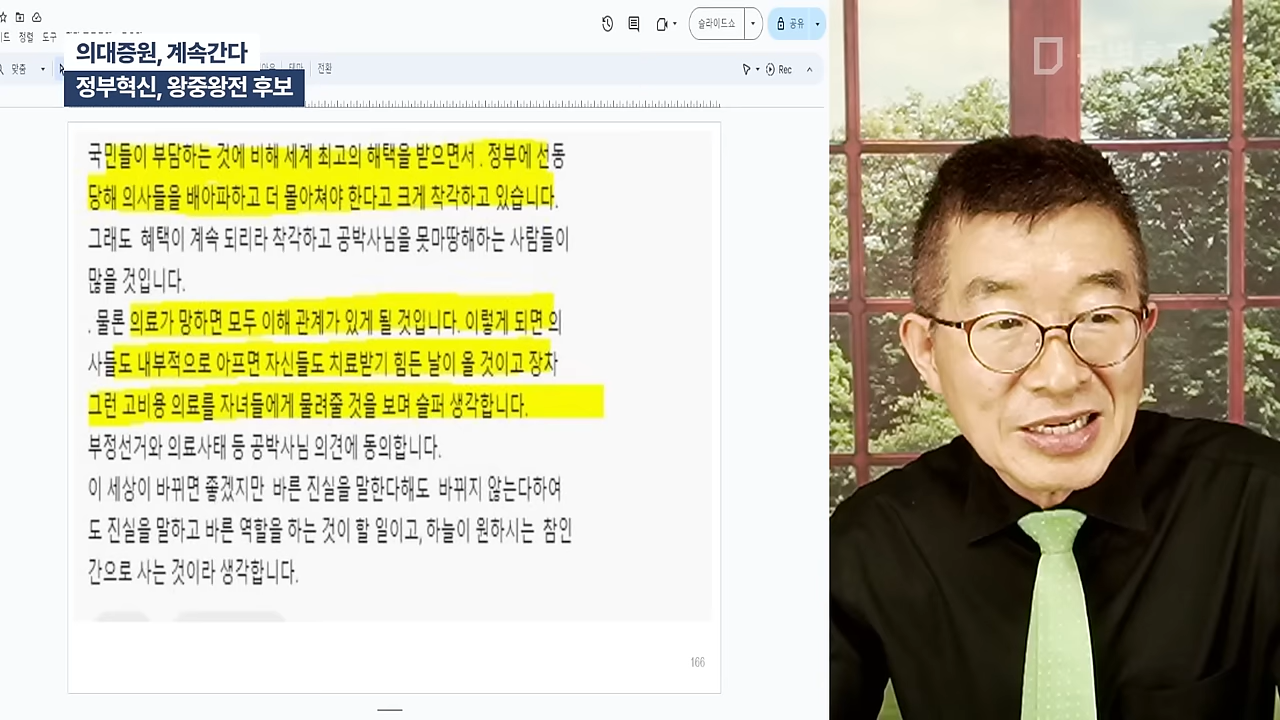 슬라이드쇼
공유
정렬 도구
의대증원, 계속간다
정부혁신, 왕중왕전 후보
맞춤
전환
Rec
국민들이 부담하는 것에 비해 세계 최고의 해택을 받으면서 . 정부에 선동
당해 의사들을 배아파하고 더 몰아쳐야 한다고 크게 착각하고 있습니다.
그래도 혜택이 계속 되리라 착각하고 공박사님을 못마땅해하는 사람들이
많을 것입니다.
. 물론 의료가 망하면 모두 이해 관계가 있게 될 것입니다. 이렇게 되면 의
사들도 내부적으로 아프면 자신들도 치료받기 힘든 날이 올 것이고 장차
그런 고비용 의료를 자녀들에게 물려줄 것을 보며 슬퍼 생각합니다.
부정선거와 의료사태 등 공박사님 의견에 동의합니다.
이 세상이 바뀌면 좋겠지만 바른 진실을 말한다해도 바뀌지 않는다하여
도 진실을 말하고 바른 역할을 하는 것이 할 일이고, 하늘이 원하시는 참인
간으로 사는 것이라 생각합니다.
166